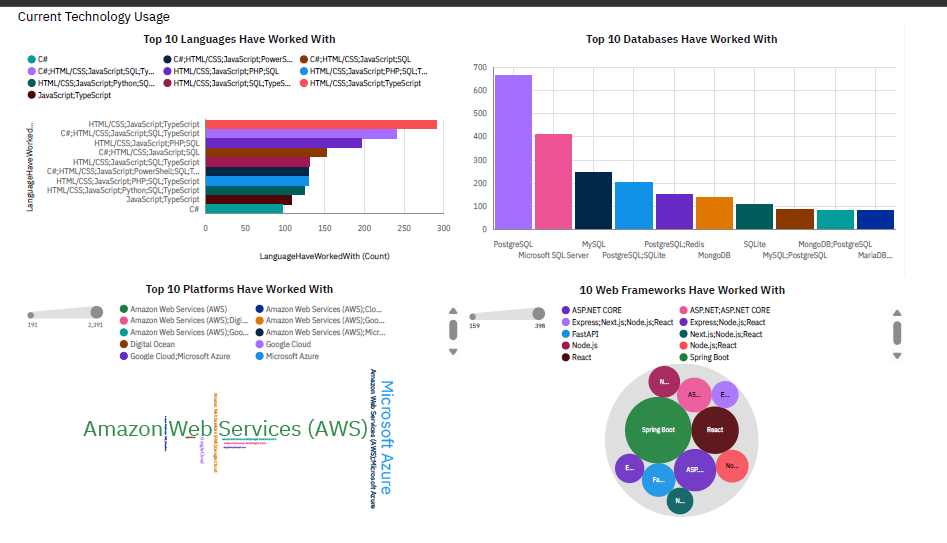 Current Technology Usage
Top 10 Languages Have Worked With
C#
C#;HTML/CSS;JavaScript;PowerS...
C#;HTML/CSS;JavaScript;SQL
C#;HTML/CSS;JavaScript;SQL;Ty...
HTML/CSS;JavaScript;PHP;SQL
HTML/CSS;JavaScript;PHP;SQL;T...
HTML/CSS;JavaScript;Python;SQ...
HTML/CSS;JavaScript;SQL;TypeS...
HTML/CSS;JavaScript;TypeScript
JavaScript;TypeScript
LanguageHaveWorked...
HTML/CSS;JavaScript;TypeScript
C#;HTML/CSS;JavaScript;SQL;TypeScript
HTML/CSS;JavaScript;PHP;SQL
C#;HTML/CSS;JavaScript;SQL
HTML/CSS;JavaScript;SQL;TypeScript
C#;HTML/CSS;JavaScript;PowerShell;SQL;T...
HTML/CSS;JavaScript;PHP;SQL;TypeScript
HTML/CSS;JavaScript;Python;SQL;TypeScript
JavaScript;TypeScript
C#
0 50 100 150 200 250 300
LanguageHaveWorkedWith (Count)
Top 10 Databases Have Worked With
700
600
500
400
300
200
100
0
PostgreSQL
Microsoft SQL Server
MySQL
PostgreSQL;SQLite
PostgreSQL;Redis
MongoDB
SQLite
MySQL;PostgreSQL
MongoDB;PostgreSQL
MariaDB...
Top 10 Platforms Have Worked With
191
2,391
Amazon Web Services (AWS)
Amazon Web Services (AWS);Clo...
Amazon Web Services (AWS);Digi...
Amazon Web Services (AWS);Goo...
Amazon Web Services (AWS);Goo...
Amazon Web Services (AWS);Micr...
Digital Ocean
Google Cloud
Google Cloud;Microsoft Azure
Microsoft Azure
Amazon Web Services (AWS)
Amazon Web Services (AWS);Google Cloud
Google Cloud
Amazon Web Services (AWS);Microsoft Azure
Microsoft Azure
10 Web Frameworks Have Worked With
159
398
ASP.NET CORE
ASP.NET;ASP.NET CORE
Express;Next.js;Node.js;React
Express;Node.js;React
FastAPI
Next.js;Node.js;React
Node.js
Node.js;React
React
Spring Boot
N...
AS...
E...
Spring Boot
React
E...
Fa...
ASP....
No...
N...